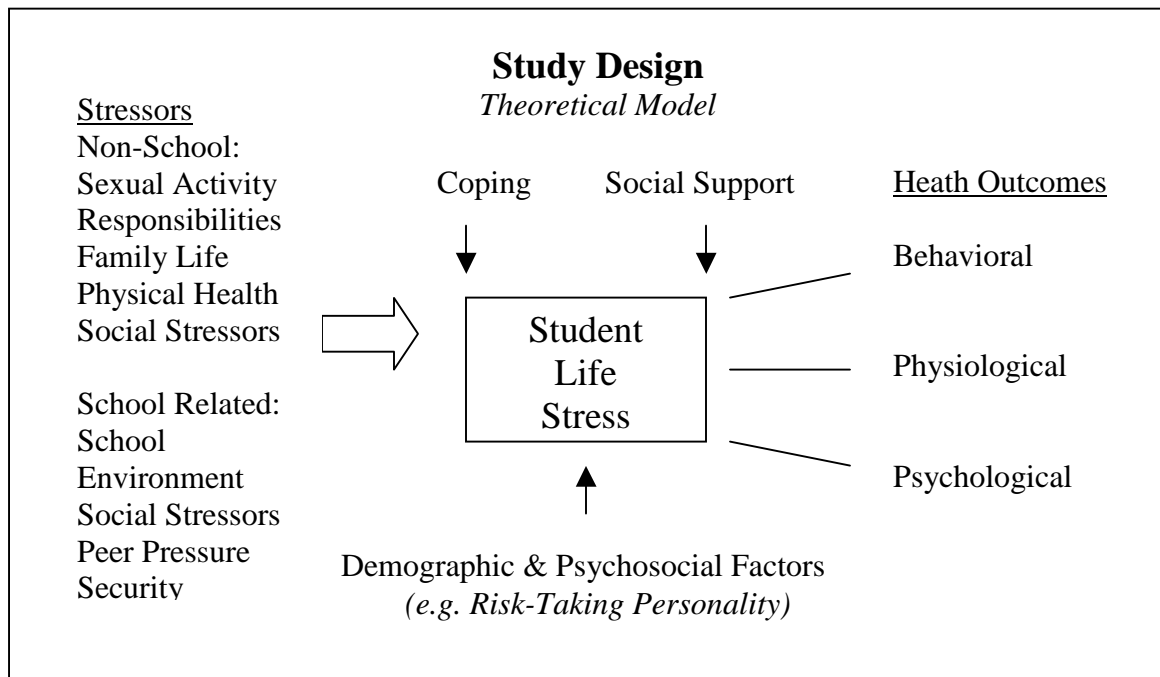 Study Design
Theoretical Model
Stressors
Non-School:
Sexual Activity
Responsibilities
Family Life
Physical Health
Social Stressors
School Related:
School
Environment
Social Stressors
Peer Pressure
Security
Coping
Social Support
Student
Life
Stress
Demographic & Psychosocial Factors
(e.g. Risk-Taking Personality)
Heath Outcomes
Behavioral
Physiological
Psychological